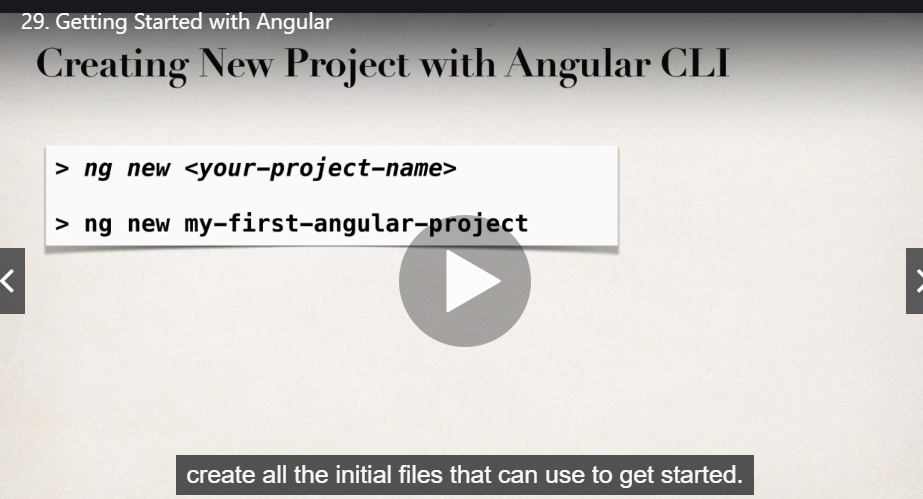 29. Getting Started with Angular
Creating New Project with Angular CLI
> ng new <your-project-name>
> ng new my-first-angular-project
create all the initial files that can use to get started.